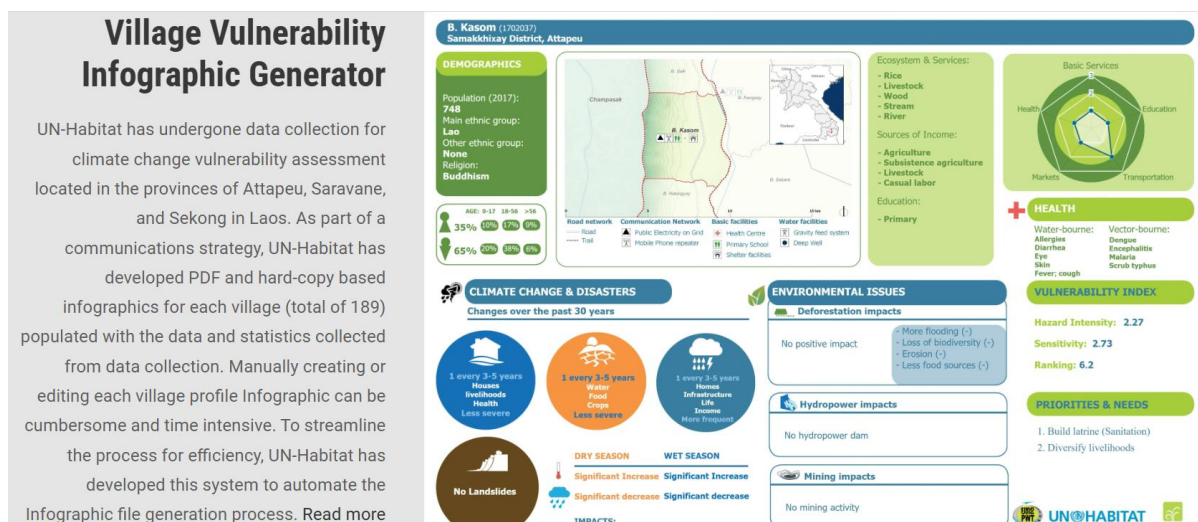 Village Vulnerability
Infographic Generator
UN-Habitat has undergone data collection for
climate change vulnerability assessment
located in the provinces of Attapeu, Saravane,
and Sekong in Laos. As part of a
communications strategy, UN-Habitat has
developed PDF and hard-copy based
infographics for each village (total of 189)
populated with the data and statistics collected
from data collection. Manually creating or
editing each village profile Infographic can be
cumbersome and time intensive. To streamline
the process for efficiency, UN-Habitat has
developed this system to automate the
Infographic file generation process. Read more
B. Kasom (1702037)
Samakkhixay District, Attapeu
DEMOGRAPHICS
Population (2017):
748
Main ethnic group:
Lao
Other ethnic group:
None
Religion:
Buddhism
AGE: 0-17 18-56 >56
35% 10% 17% 9%
65% 20% 38% 6%
Champasak
B. Kasom
Road network
Road
Trail
Communication Network
Public Electricity on Grid
Mobile Phone repeater
Basic facilities
Health Centre
Primary School
Shelter facilities
Water facilities
Gravity feed system
Deep Well
Ecosystem & Services:
- Rice
- Livestock
- Wood
- Stream
- River
Sources of Income:
- Agriculture
- Subsistence agriculture
- Livestock
- Casual labor
Education:
- Primary
Basic Services
Health
Education
Markets
Transportation
HEALTH
Water-bourne:
Allergies
Diarrhea
Eye
Skin
Fever; cough
Vector-bourne:
Dengue
Encephalitis
Malaria
Scrub typhus
CLIMATE CHANGE & DISASTERS
Changes over the past 30 years
1 every 3-5 years
Houses
livelihoods
Health
Less severe
1 every 3-5 years
Water
Food
Crops
Less severe
1 every 3-5 years
Homes
Infrastructure
Life
Income
More frequent
No Landslides
DRY SEASON WET SEASON
Significant Increase Significant Increase
Significant decrease Significant decrease
IMPACTS:
ENVIRONMENTAL ISSUES
Deforestation impacts
No positive impact
- More flooding (-)
- Loss of biodiversity (-)
- Erosion (-)
- Less food sources (-)
Hydropower impacts
No hydropower dam
Mining impacts
No mining activity
VULNERABILITY INDEX
Hazard Intensity: 2.27
Sensitivity: 2.73
Ranking: 6.2
PRIORITIES & NEEDS
1. Build latrine (Sanitation)
2. Diversify livelihoods
UN HABITAT